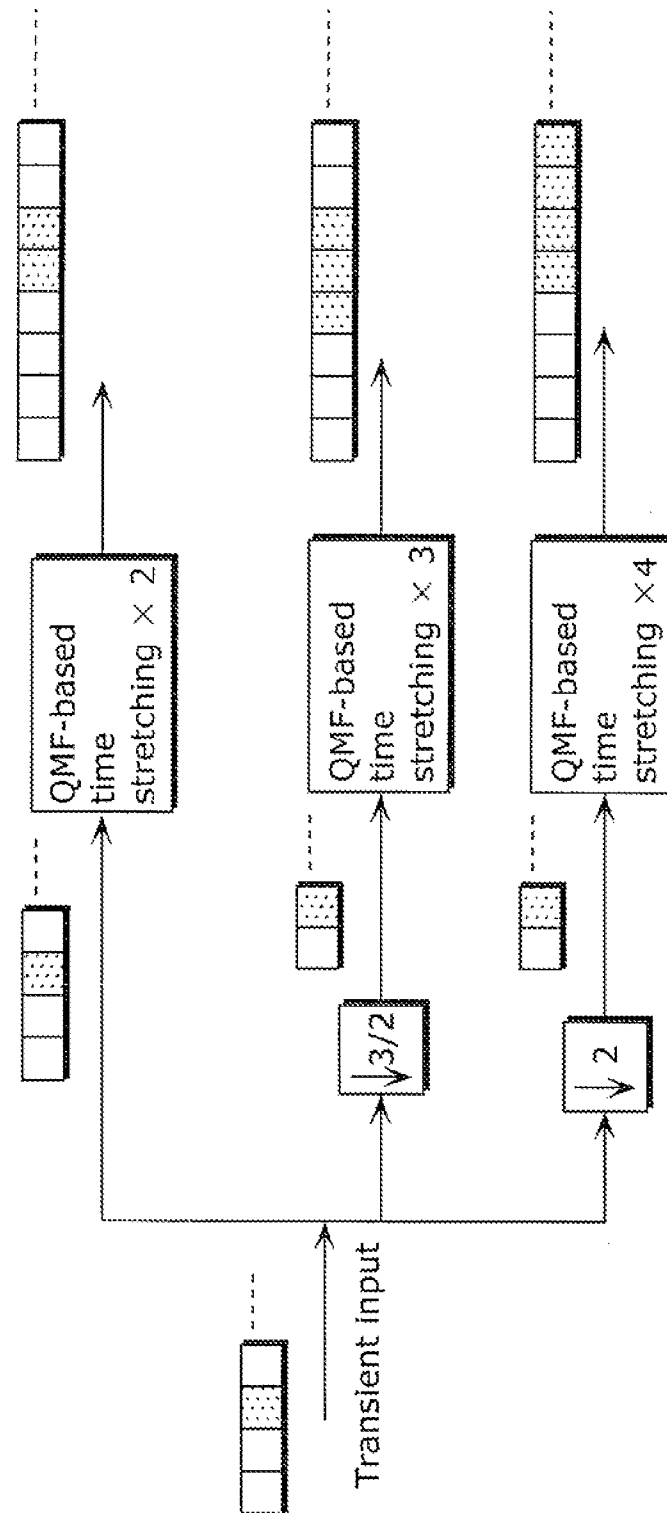 Transient input
QMF-based
time
stretching × 2
↓3/2
QMF-based
time
stretching × 3
↓2
QMF-based
time
stretching ×4